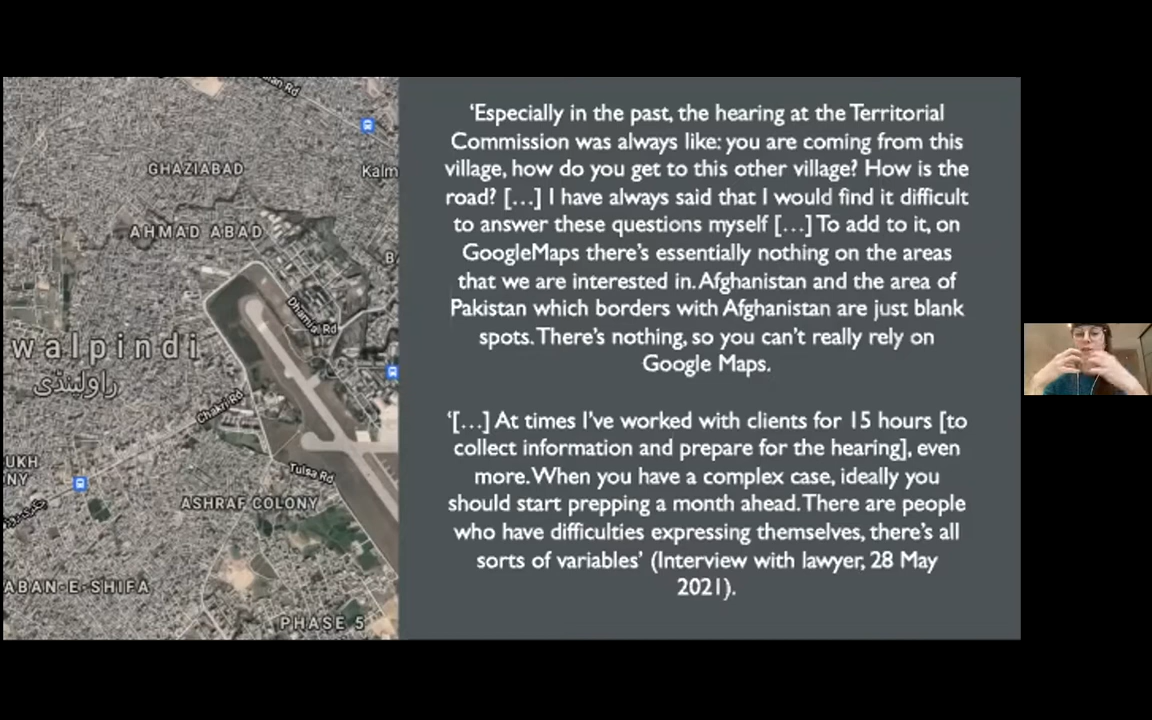 GHAZIABAD
Kalm
AHMAD ABAD
Dhamial Rd
walpindi
راولپنڈی
Chakri Rd
UKH
NY
Tulsa Rd
ASHRAF COLONY
ABAN-E-SHIFA
PHASE 5
‘Especially in the past, the hearing at the Territorial
Commission was always like: you are coming from this
village, how do you get to this other village? How is the
road? […] I have always said that I would find it difficult
to answer these questions myself […] To add to it, on
GoogleMaps there’s essentially nothing on the areas
that we are interested in. Afghanistan and the area of
Pakistan which borders with Afghanistan are just blank
spots. There’s nothing, so you can’t really rely on
Google Maps.
‘[…] At times I’ve worked with clients for 15 hours [to
collect information and prepare for the hearing], even
more. When you have a complex case, ideally you
should start prepping a month ahead. There are people
who have difficulties expressing themselves, there’s all
sorts of variables’ (Interview with lawyer, 28 May
2021).